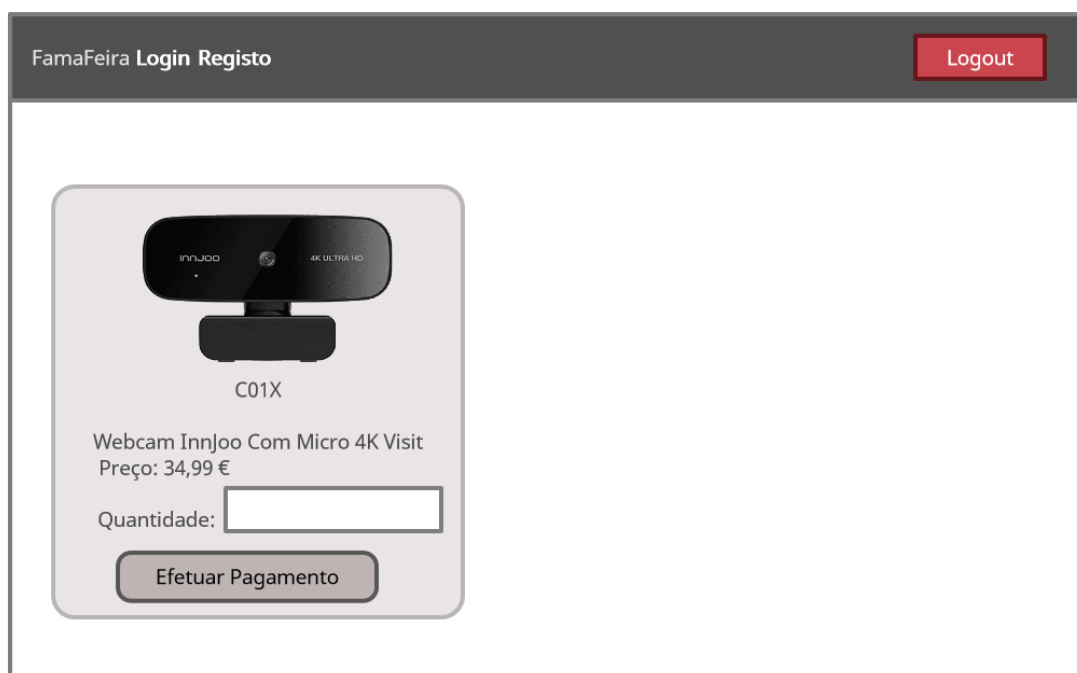 FamaFeira Login Registo
Logout
INNJOO
4K ULTRA HD
C01X
Webcam InnJoo Com Micro 4K Visit
Preço: 34,99 €
Quantidade:
Efetuar Pagamento